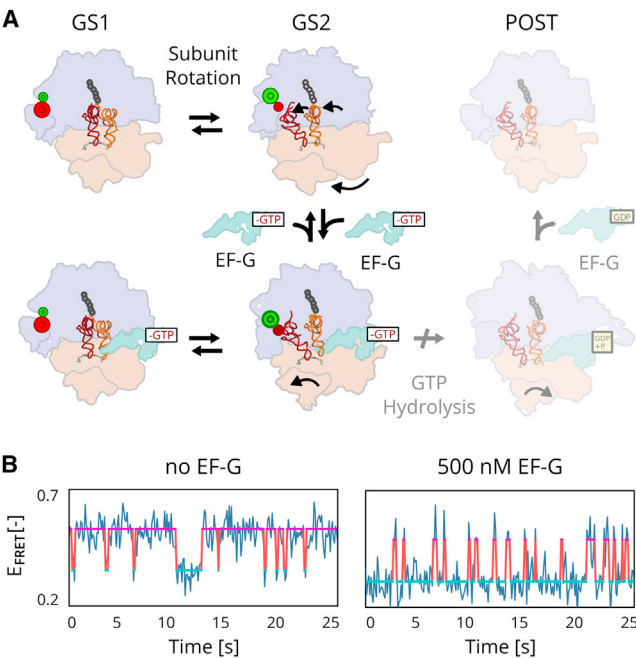 A
GS1
GS2
POST
Subunit
Rotation
-GTP
-GTP
GDP
EF-G
EF-G
EF-G
-GTP
-GTP
GDP
+Pi
GTP
Hydrolysis
B
no EF-G
500 nM EF-G
EFRET[-]
0.7
0.2
0 5 10 15 20 25
0 5 10 15 20 25
Time [s]
Time [s]